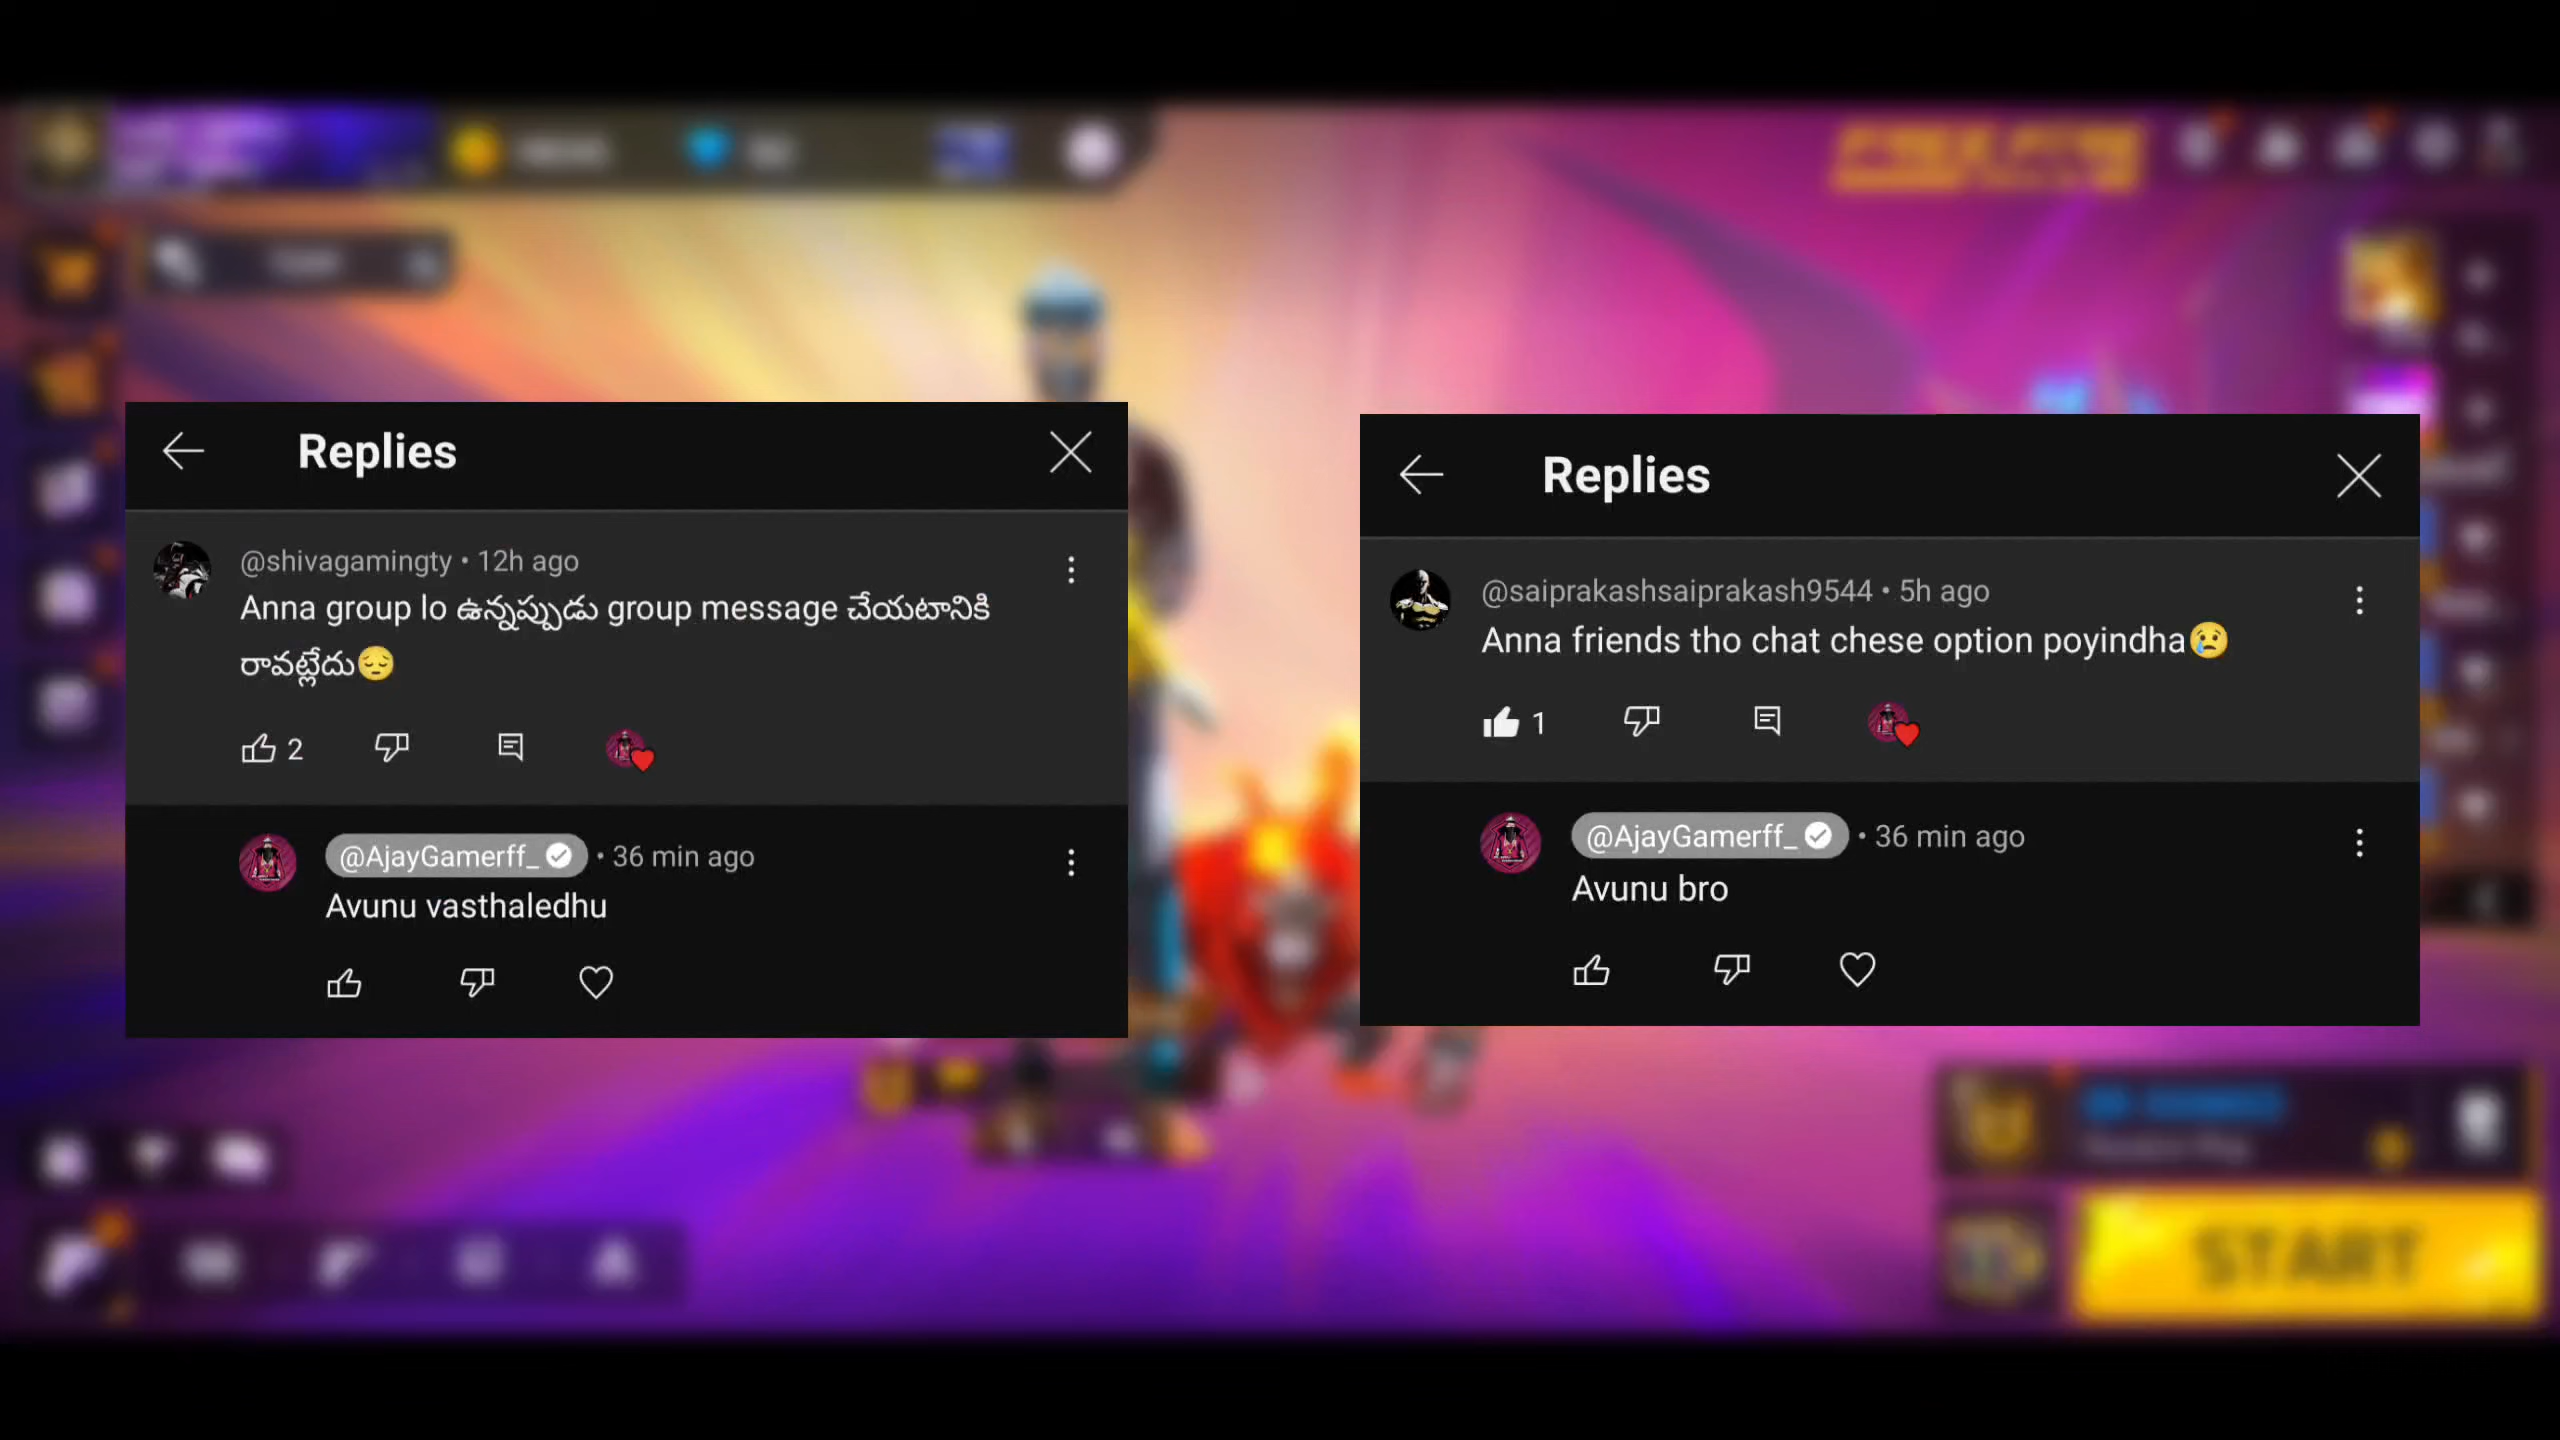 Replies
@shivagamingty • 12h ago
Anna group lo ఉన్నప్పుడు group message చేయటానికి
రావట్లేదు😔
2
@AjayGamerff_ • 36 min ago
Avunu vasthaledhu
Replies
@saiprakashsaiprakash9544 • 5h ago
Anna friends tho chat chese option poyindha😢
1
@AjayGamerff_ • 36 min ago
Avunu bro
START